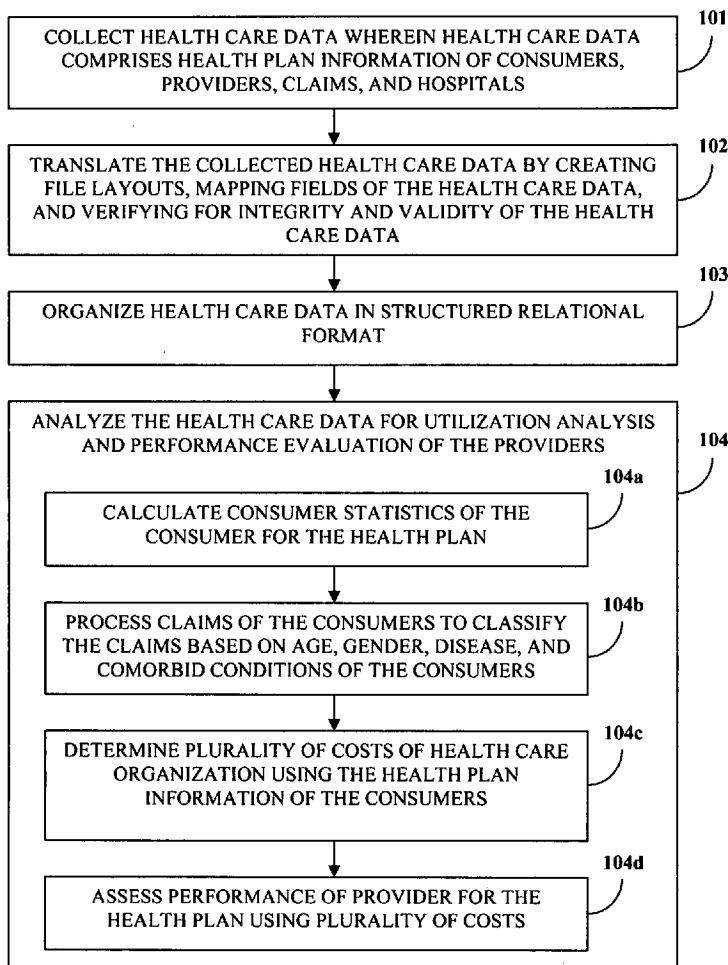 101
COLLECT HEALTH CARE DATA WHEREIN HEALTH CARE DATA
COMPRISES HEALTH PLAN INFORMATION OF CONSUMERS,
PROVIDERS, CLAIMS, AND HOSPITALS
102
TRANSLATE THE COLLECTED HEALTH CARE DATA BY CREATING
FILE LAYOUTS, MAPPING FIELDS OF THE HEALTH CARE DATA,
AND VERIFYING FOR INTEGRITY AND VALIDITY OF THE HEALTH
CARE DATA
103
ORGANIZE HEALTH CARE DATA IN STRUCTURED RELATIONAL
FORMAT
ANALYZE THE HEALTH CARE DATA FOR UTILIZATION ANALYSIS
AND PERFORMANCE EVALUATION OF THE PROVIDERS
104
104a
CALCULATE CONSUMER STATISTICS OF THE
CONSUMER FOR THE HEALTH PLAN
104b
PROCESS CLAIMS OF THE CONSUMERS TO CLASSIFY
THE CLAIMS BASED ON AGE, GENDER, DISEASE, AND
COMORBID CONDITIONS OF THE CONSUMERS
104c
DETERMINE PLURALITY OF COSTS OF HEALTH CARE
ORGANIZATION USING THE HEALTH PLAN
INFORMATION OF THE CONSUMERS
104d
ASSESS PERFORMANCE OF PROVIDER FOR THE
HEALTH PLAN USING PLURALITY OF COSTS